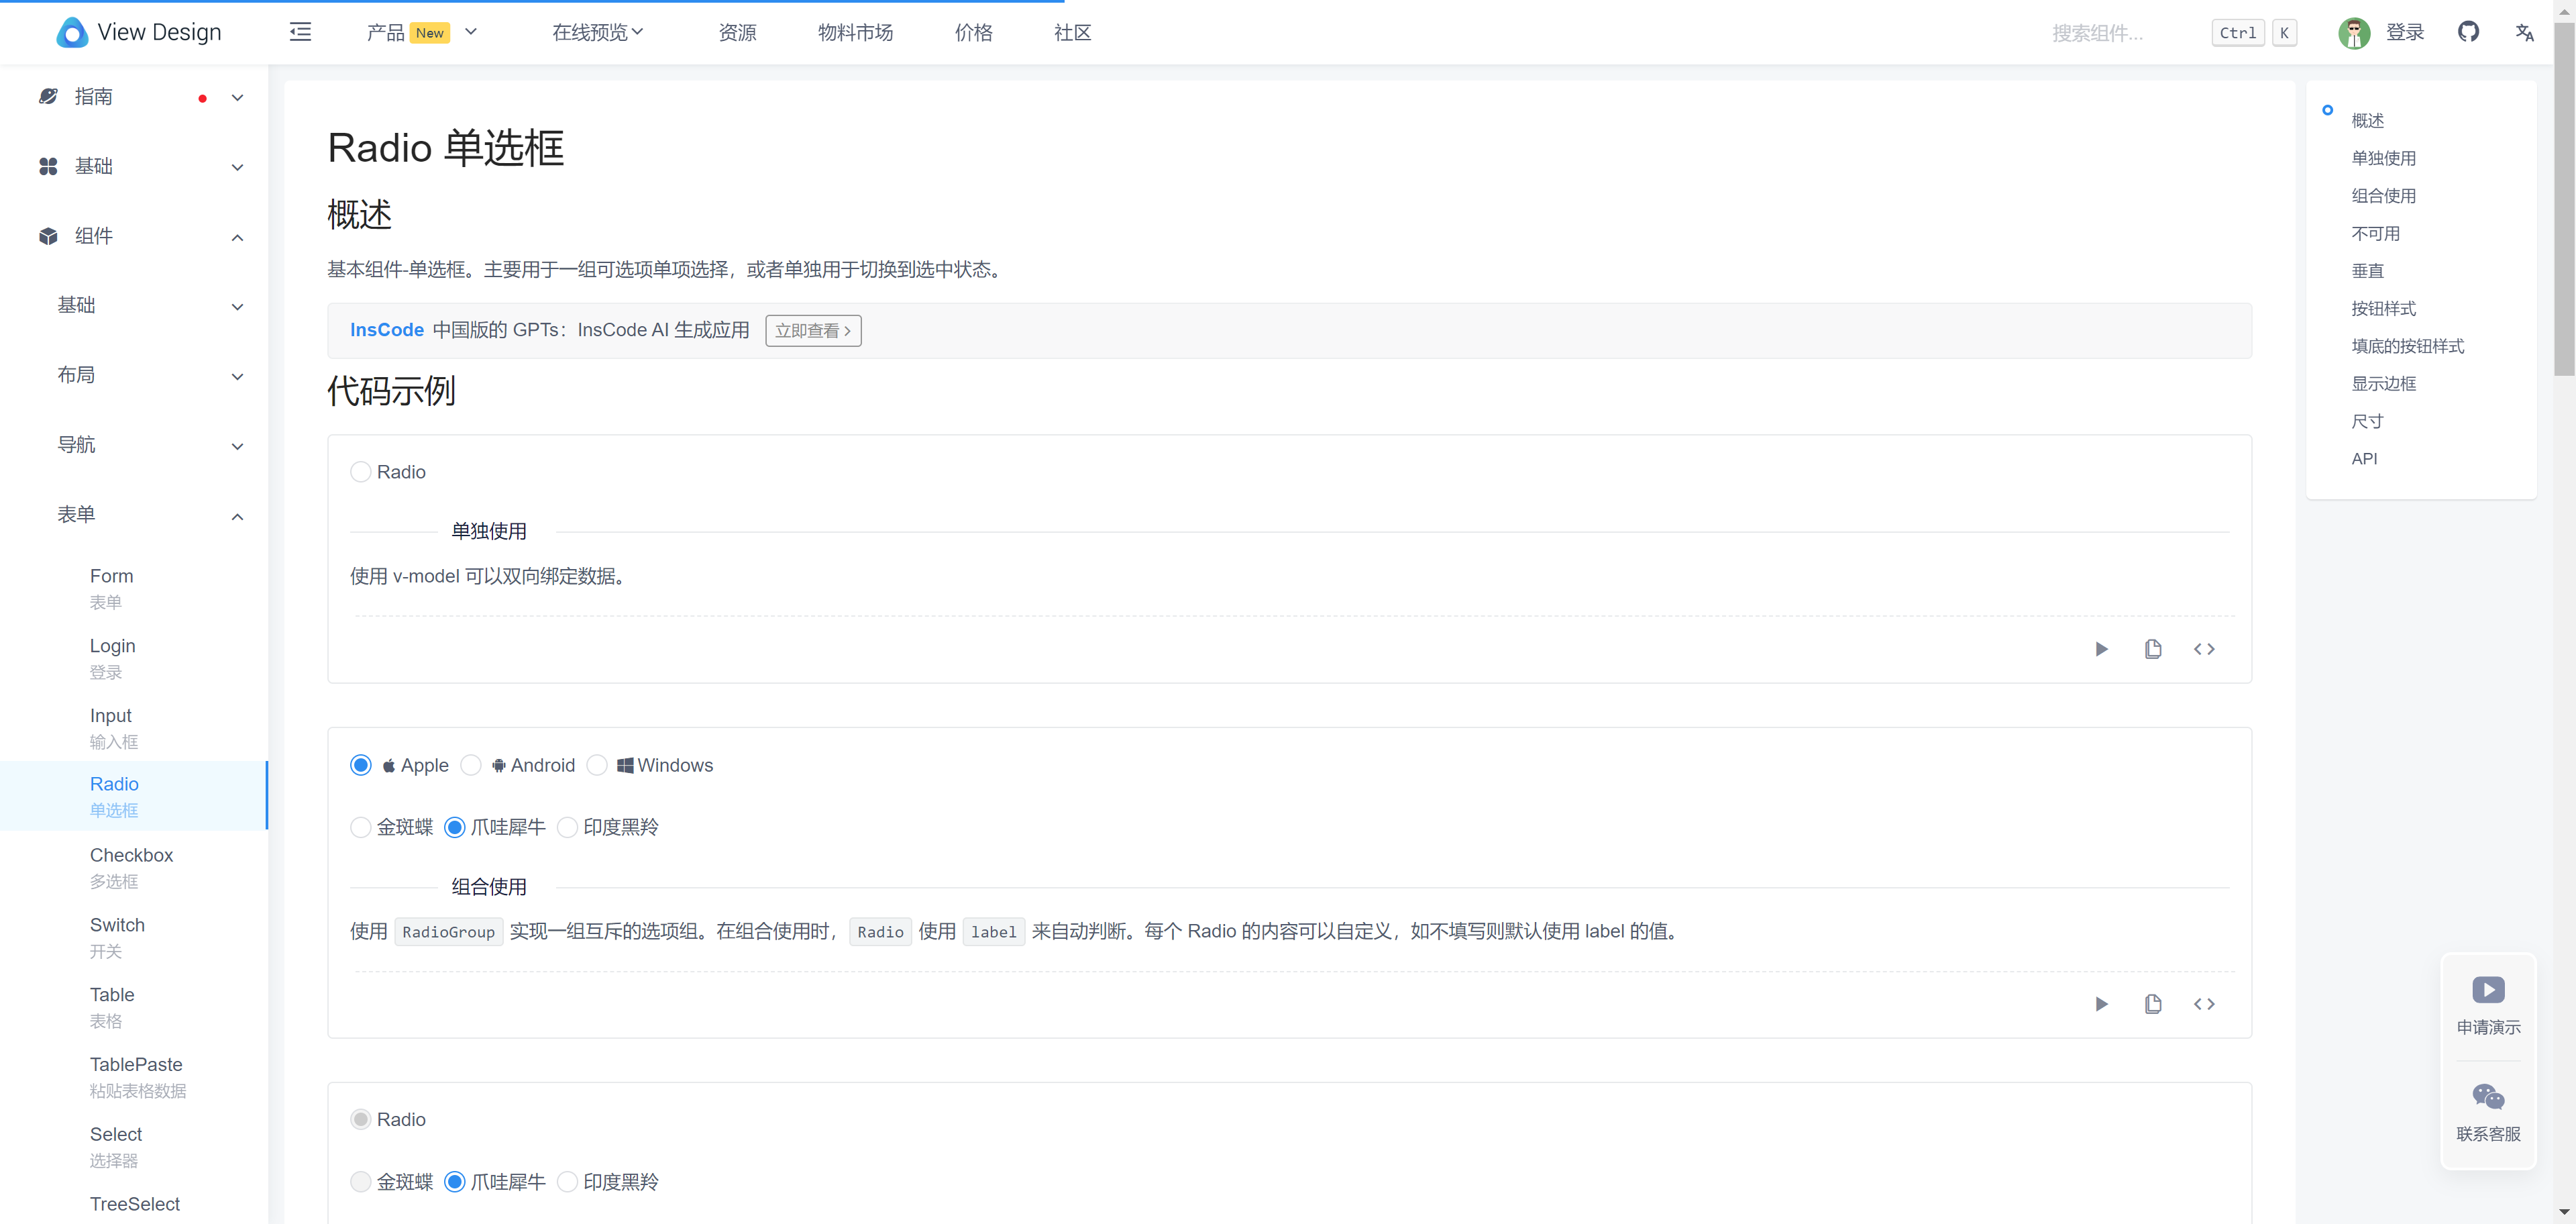 View Design
产品 New
在线预览
资源
物料市场
价格
社区
搜索组件...
Ctrl K
登录
指南
基础
组件
基础
布局
导航
表单
Form
表单
Login
登录
Input
输入框
Radio
单选框
Checkbox
多选框
Switch
开关
Table
表格
TablePaste
粘贴表格数据
Select
选择器
TreeSelect
Radio 单选框
概述
基本组件-单选框。主要用于一组可选项单项选择，或者单独用于切换到选中状态。
InsCode 中国版的 GPTs：InsCode AI 生成应用 立即查看
代码示例
Radio
单独使用
使用 v-model 可以双向绑定数据。
Apple Android Windows
金斑蝶 爪哇犀牛 印度黑羚
组合使用
使用 RadioGroup 实现一组互斥的选项组。在组合使用时， Radio 使用 label 来自动判断。每个 Radio 的内容可以自定义，如不填写则默认使用 label 的值。
Radio
金斑蝶 爪哇犀牛 印度黑羚
概述
单独使用
组合使用
不可用
垂直
按钮样式
填底的按钮样式
显示边框
尺寸
API
申请演示
联系客服